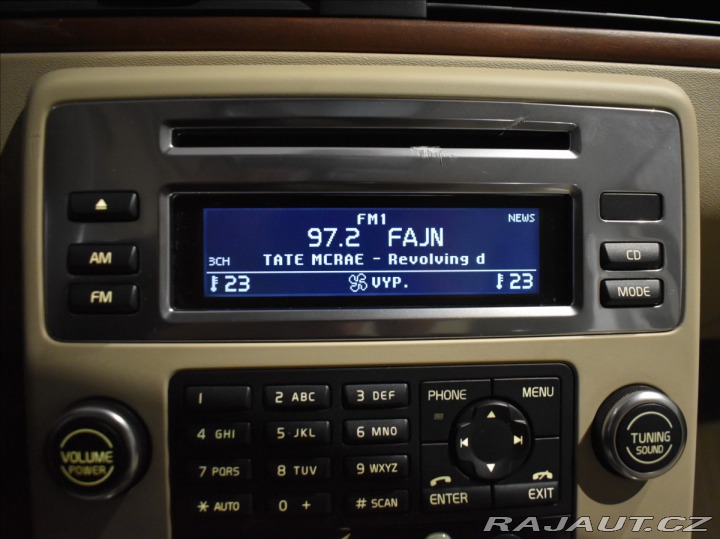 FM1
NEWS
97.2 FAJN
3CH TATE MCRAE - Revolving d
23 VYP. 23
AM
FM
CD
MODE
1 2 ABC 3 DEF
4 GHI 5·JKL 6 MNO
7 PQRS 8 TUV 9 WXYZ
* AUTO 0 + # SCAN
PHONE
MENU
ENTER
EXIT
VOLUME
POWER
TUNING
SOUND
RAJAUT.CZ